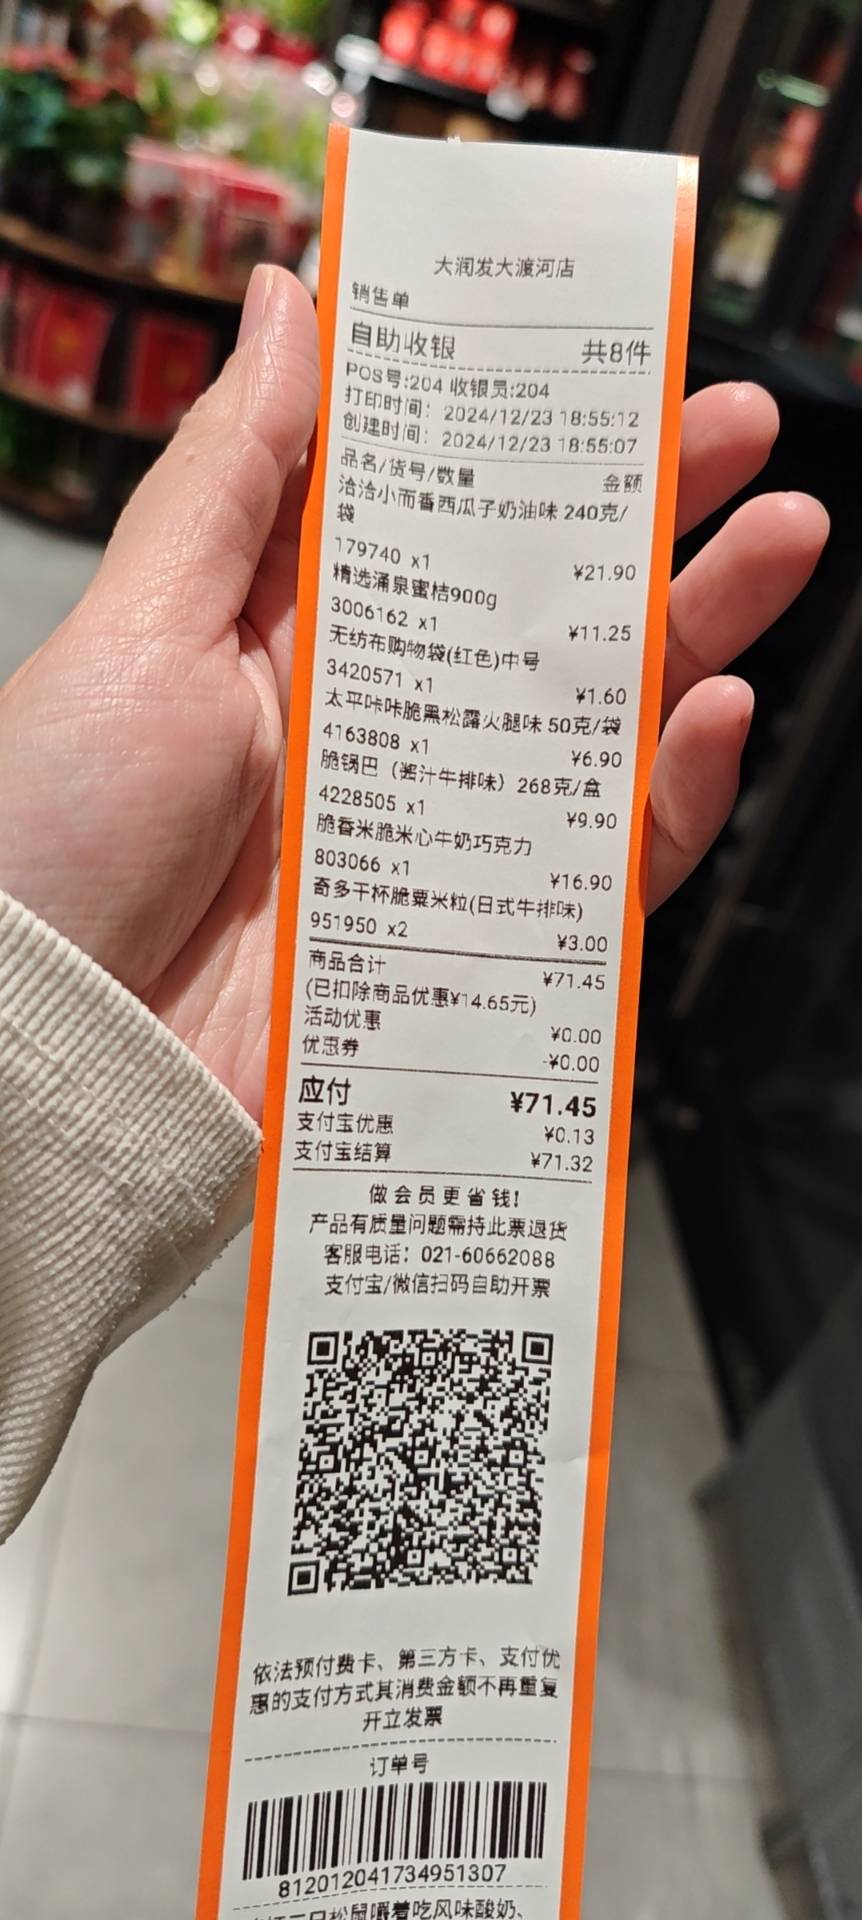 大润发大渡河店
销售单
自助收银 共8件
POS号:204 收银员:204
打印时间: 2024/12/23 18:55:12
创建时间: 2024/12/23 18:55:07
品名/货号/数量 金额
洽洽小而香西瓜子奶油味 240克/
袋
179740 x1 ¥21.90
精选涌泉蜜桔900g
3006162 x1 ¥11.25
无纺布购物袋(红色)中号
3420571 x1 ¥1.60
太平咔咔脆黑松露火腿味 50克/袋
4163808 x1 ¥6.90
脆锅巴（酱汁牛排味）268克/盒
4228505 x1 ¥9.90
脆香米脆米心牛奶巧克力
803066 x1 ¥16.90
奇多干杯脆粟米粒(日式牛排味)
951950 x2 ¥3.00
商品合计 ¥71.45
(已扣除商品优惠¥14.65元)
活动优惠 ¥0.00
优惠券 -¥0.00
应付 ¥71.45
支付宝优惠 ¥0.13
支付宝结算 ¥71.32
做会员更省钱!
产品有质量问题需持此票退货
客服电话: 021-60662088
支付宝/微信扫码自助开票
依法预付费卡、第三方卡、支付优
惠的支付方式其消费金额不再重复
开立发票
订单号
812012041734951307
三只松鼠嚼着吃风味酸奶、